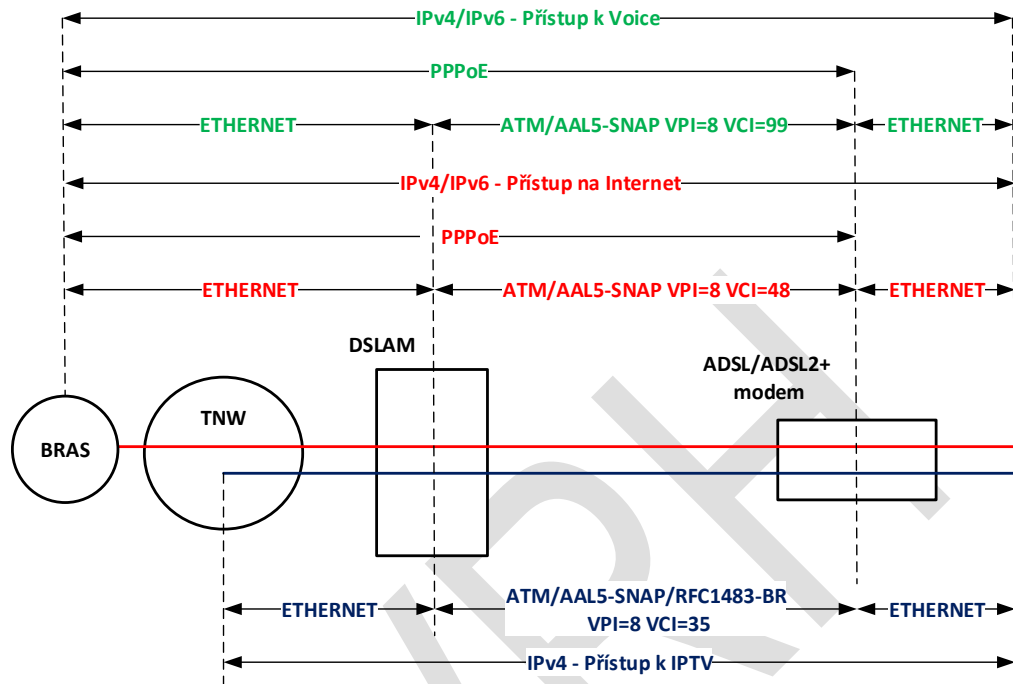 IPv4/IPv6 - Přístup k Voice
PPPoE
ETHERNET
ATM/AAL5-SNAP VPI=8 VCI=99
ETHERNET
IPv4/IPv6 - Přístup na Internet
PPPoE
ETHERNET
ATM/AAL5-SNAP VPI=8 VCI=48
ETHERNET
DSLAM
ADSL/ADSL2+
modem
TNW
BRAS
ETHERNET
ATM/AAL5-SNAP/RFC1483-BR
VPI=8 VCI=35
ETHERNET
IPv4 - Přístup k IPTV